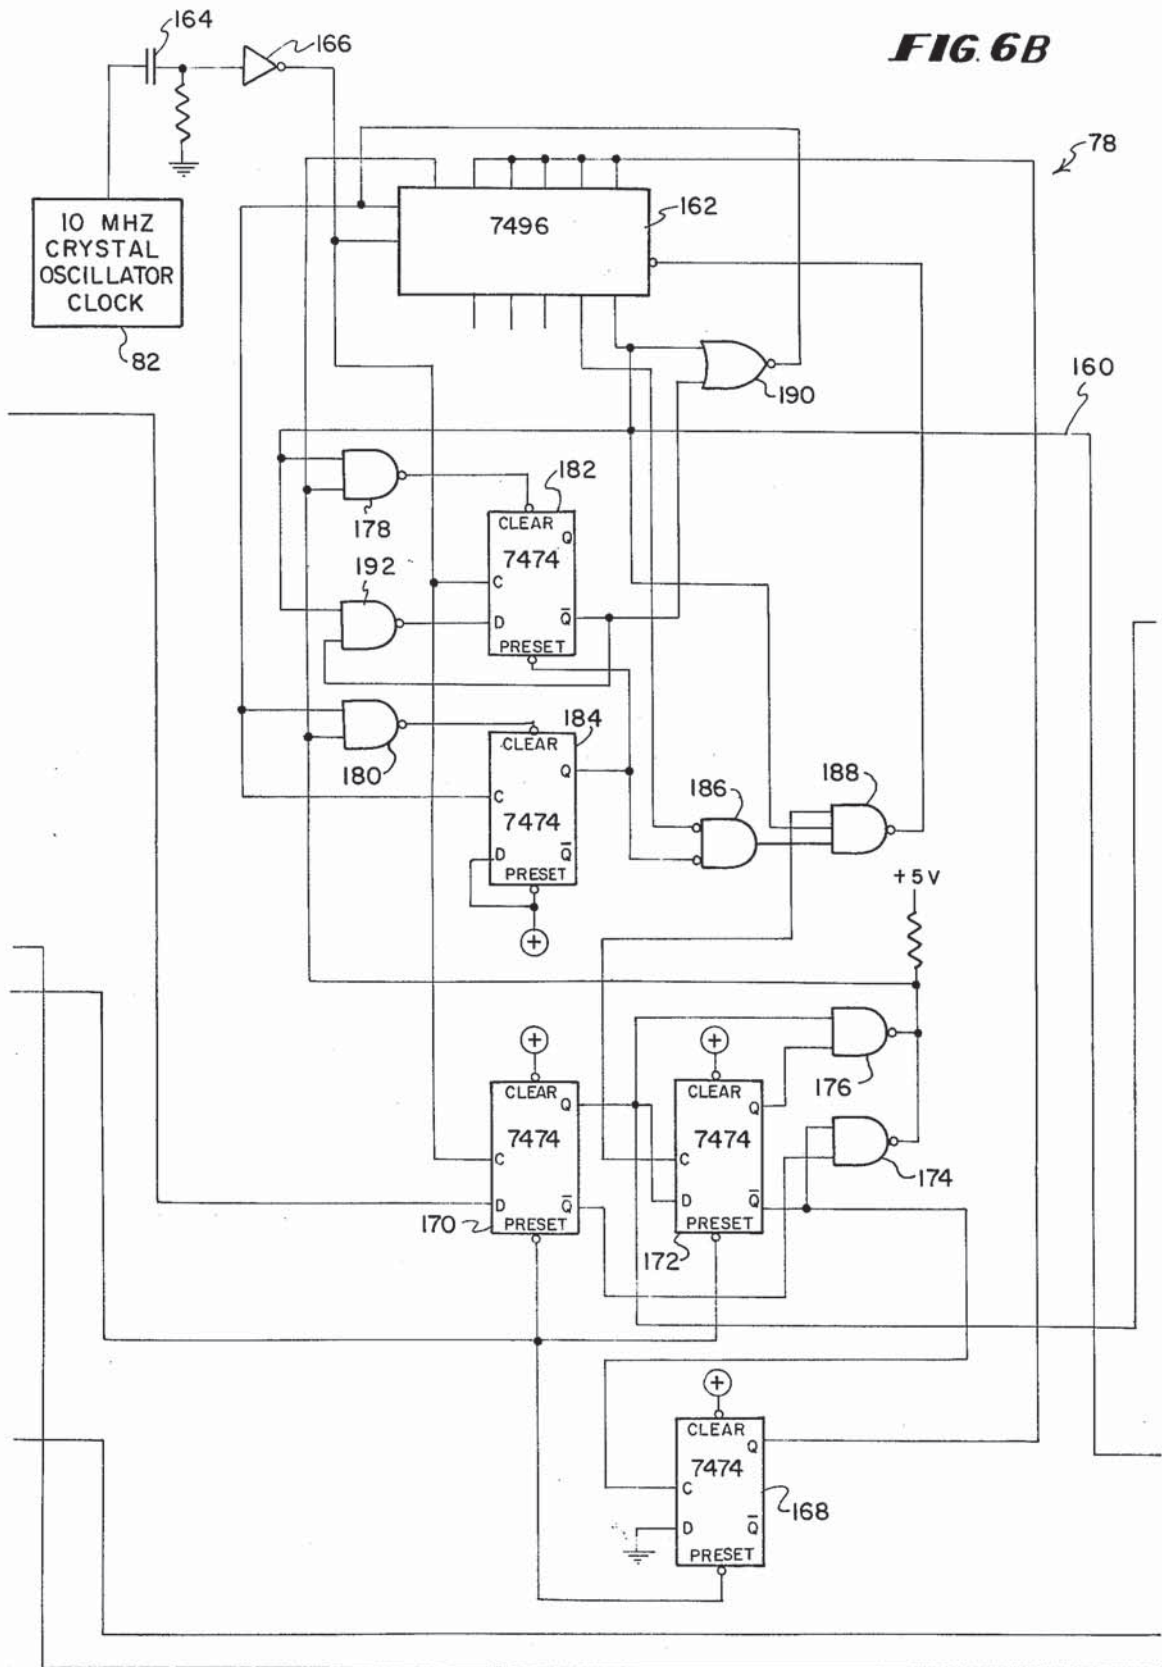 164
166
FIG. 6B
78
10 MHZ
CRYSTAL
OSCILLATOR
CLOCK
82
7496
162
190
160
178
182
CLEAR
Q
7474
C
D
Q̅
PRESET
192
180
184
CLEAR
Q
C
7474
D
Q̅
PRESET
+
186
188
+5V
+
CLEAR
Q
7474
C
D
Q̅
PRESET
170
+
CLEAR
Q
7474
C
D
Q̅
PRESET
172
176
174
+
CLEAR
Q
7474
C
D
Q̅
PRESET
168